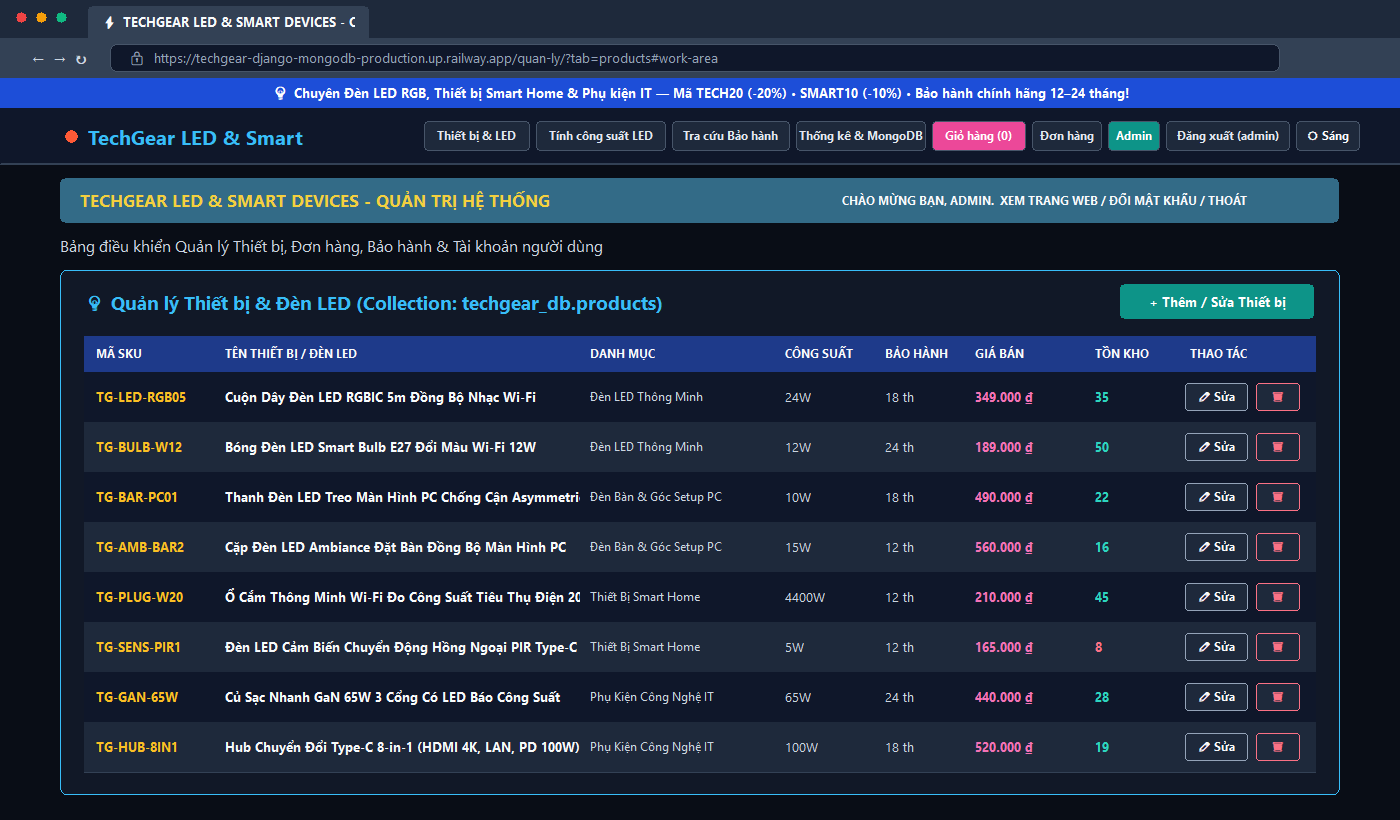 TECHGEAR LED & SMART DEVICES - C
https://techgear-django-mongodb-production.up.railway.app/quan-ly/?tab=products#work-area
Chuyên Đèn LED RGB, Thiết bị Smart Home & Phụ kiện IT — Mã TECH20 (-20%) • SMART10 (-10%) • Bảo hành chính hãng 12–24 tháng!
TechGear LED & Smart Thiết bị & LED Tính công suất LED Tra cứu Bảo hành Thống kê & MongoDB Giỏ hàng (0) Đơn hàng Admin Đăng xuất (admin) Sáng
TECHGEAR LED & SMART DEVICES - QUẢN TRỊ HỆ THỐNG CHÀO MỪNG BẠN, ADMIN. XEM TRANG WEB / ĐỔI MẬT KHẨU / THOÁT
Bảng điều khiển Quản lý Thiết bị, Đơn hàng, Bảo hành & Tài khoản người dùng
Quản lý Thiết bị & Đèn LED (Collection: techgear_db.products) + Thêm / Sửa Thiết bị
MÃ SKU TÊN THIẾT BỊ / ĐÈN LED DANH MỤC CÔNG SUẤT BẢO HÀNH GIÁ BÁN TỒN KHO THAO TÁC
TG-LED-RGB05 Cuộn Dây Đèn LED RGBIC 5m Đồng Bộ Nhạc Wi-Fi Đèn LED Thông Minh 24W 18 th 349.000 ₫ 35 Sửa
TG-BULB-W12 Bóng Đèn LED Smart Bulb E27 Đổi Màu Wi-Fi 12W Đèn LED Thông Minh 12W 24 th 189.000 ₫ 50 Sửa
TG-BAR-PC01 Thanh Đèn LED Treo Màn Hình PC Chống Cận Asymmetri Đèn Bàn & Góc Setup PC 10W 18 th 490.000 ₫ 22 Sửa
TG-AMB-BAR2 Cặp Đèn LED Ambiance Đặt Bàn Đồng Bộ Màn Hình PC Đèn Bàn & Góc Setup PC 15W 12 th 560.000 ₫ 16 Sửa
TG-PLUG-W20 Ổ Cắm Thông Minh Wi-Fi Đo Công Suất Tiêu Thụ Điện 20 Thiết Bị Smart Home 4400W 12 th 210.000 ₫ 45 Sửa
TG-SENS-PIR1 Đèn LED Cảm Biến Chuyển Động Hồng Ngoại PIR Type-C Thiết Bị Smart Home 5W 12 th 165.000 ₫ 8 Sửa
TG-GAN-65W Củ Sạc Nhanh GaN 65W 3 Cổng Có LED Báo Công Suất Phụ Kiện Công Nghệ IT 65W 24 th 440.000 ₫ 28 Sửa
TG-HUB-8IN1 Hub Chuyển Đổi Type-C 8-in-1 (HDMI 4K, LAN, PD 100W) Phụ Kiện Công Nghệ IT 100W 18 th 520.000 ₫ 19 Sửa